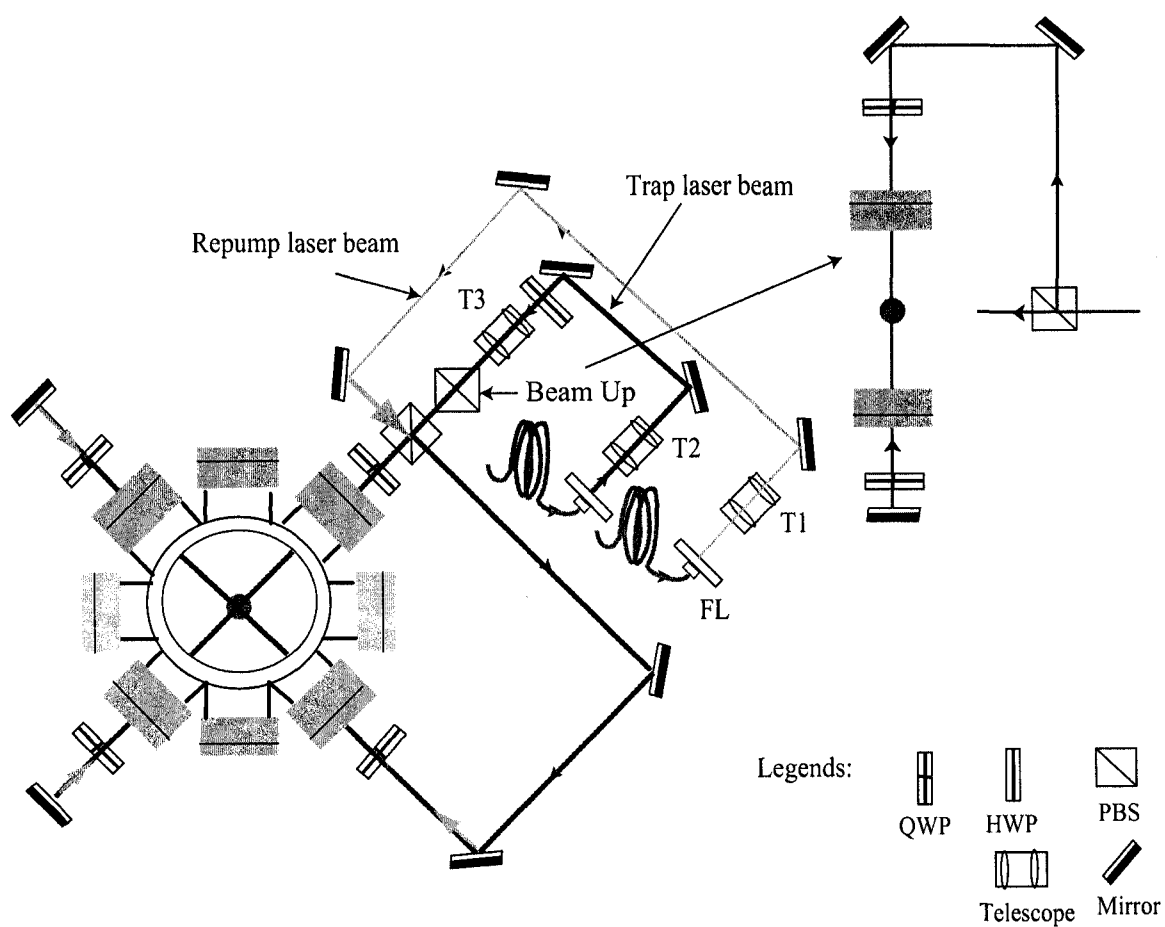 Trap laser beam
Repump laser beam
T3
Beam Up
T2
T1
FL
Legends:
QWP
HWP
PBS
Telescope
Mirror